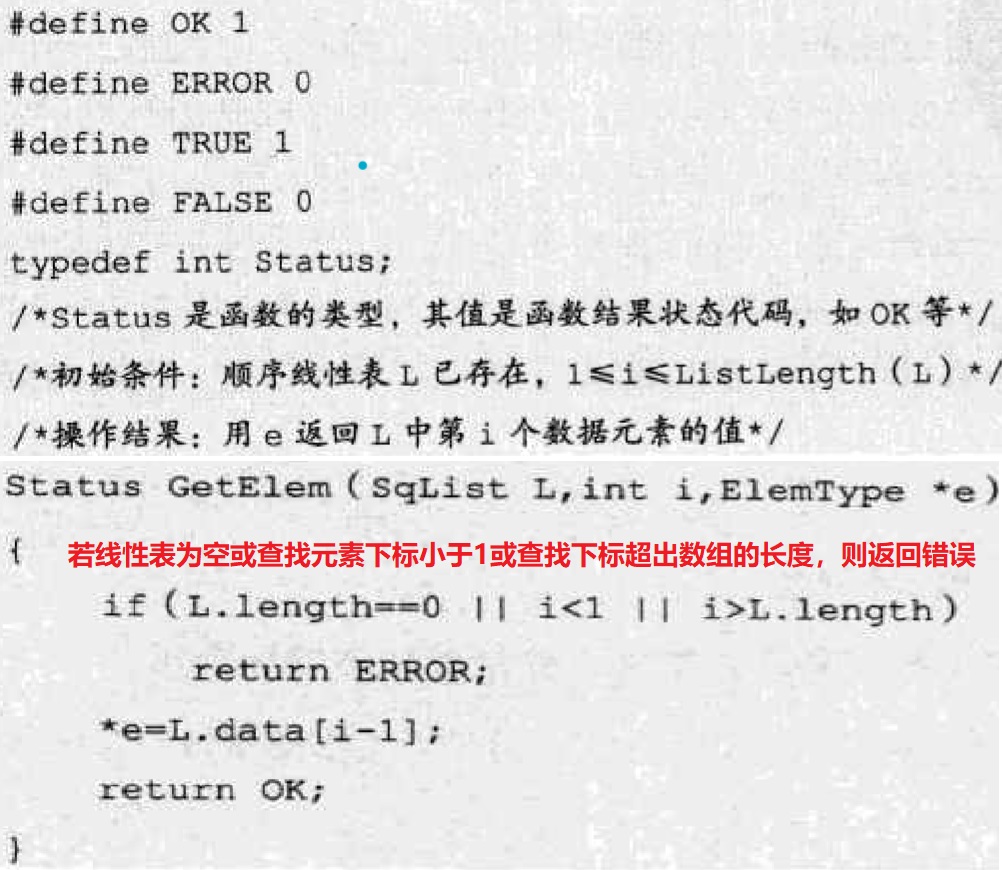 #define OK 1
#define ERROR 0
#define TRUE 1
#define FALSE 0
typedef int Status;
/*Status 是函数的类型，其值是函数结果状态代码，如 OK 等*/
/*初始条件：顺序线性表 L 已存在，1≤i≤ListLength（L）*/
/*操作结果：用 e 返回 L 中第 i 个数据元素的值*/
Status GetElem（SqList L,int i,ElemType *e）
{
若线性表为空或查找元素下标小于1或查找下标超出数组的长度，则返回错误
if（L.length==0 || i<1 || i>L.length）
return ERROR;
*e=L.data[i-1];
return OK;
}